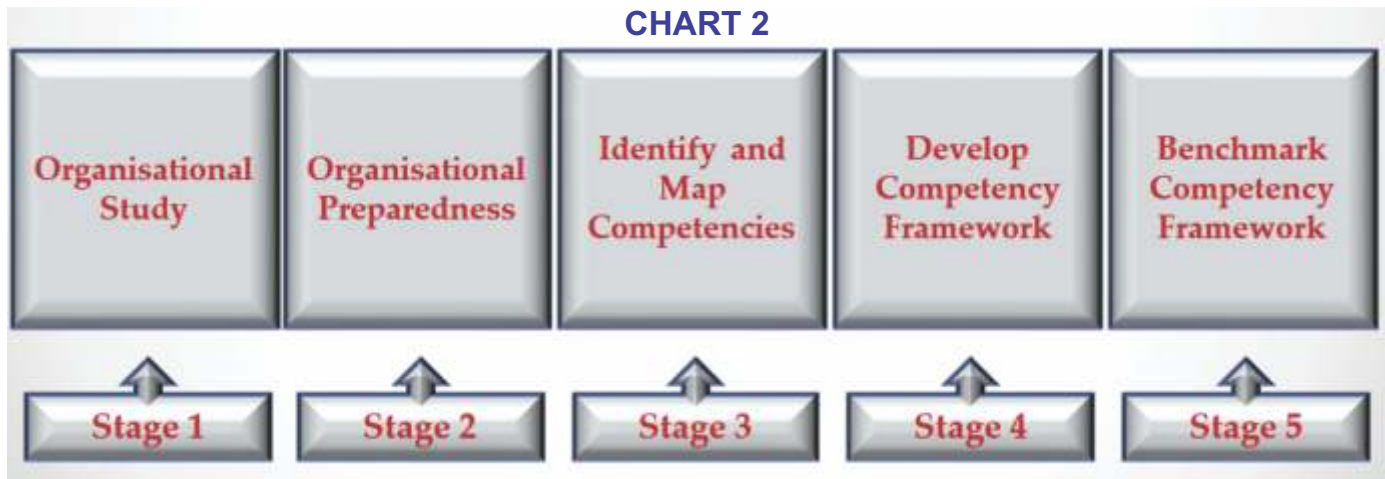 CHART 2
Organisational
Study
Organisational
Preparedness
Identify and
Map
Competencies
Develop
Competency
Framework
Benchmark
Competency
Framework
Stage 1
Stage 2
Stage 3
Stage 4
Stage 5